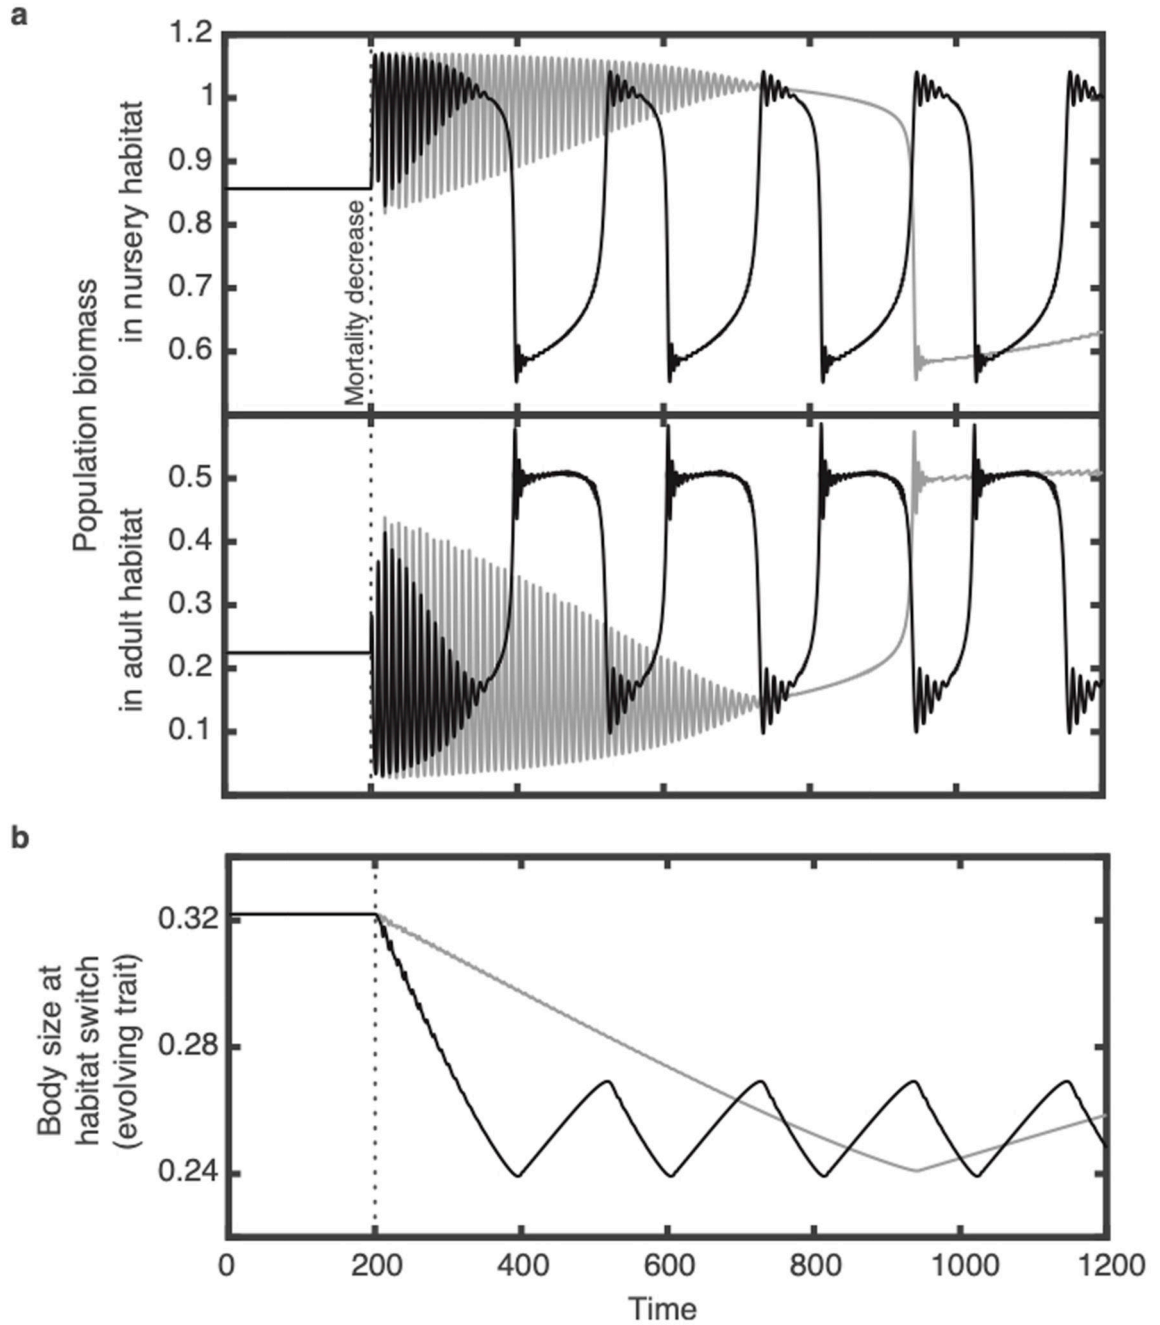 a
Population biomass
in nursery habitat
1.2
1
0.9
0.8
0.7
0.6
Mortality decrease
in adult habitat
0.5
0.4
0.3
0.2
0.1
b
Body size at
habitat switch
(evolving trait)
0.32
0.28
0.24
0 200 400 600 800 1000 1200
Time